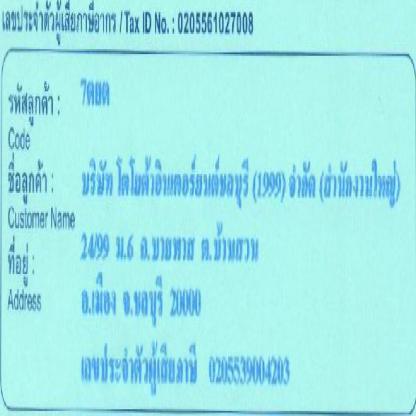 เลขประจำตัวผู้เสียภาษีอากร / Tax ID No. : 0205561027008
รหัสลูกค้า : 7ตยต
Code
ชื่อลูกค้า : บริษัท โตโยต้าอินเตอร์ยนต์ชลบุรี (1999) จำกัด (สำนักงานใหญ่)
Customer Name
ที่อยู่ : 24/99 ม.6 ถ.บายพาส ต.บ้านสวน
Address อ.เมือง จ.ชลบุรี 20000
เลขประจำตัวผู้เสียภาษี 0205539004203